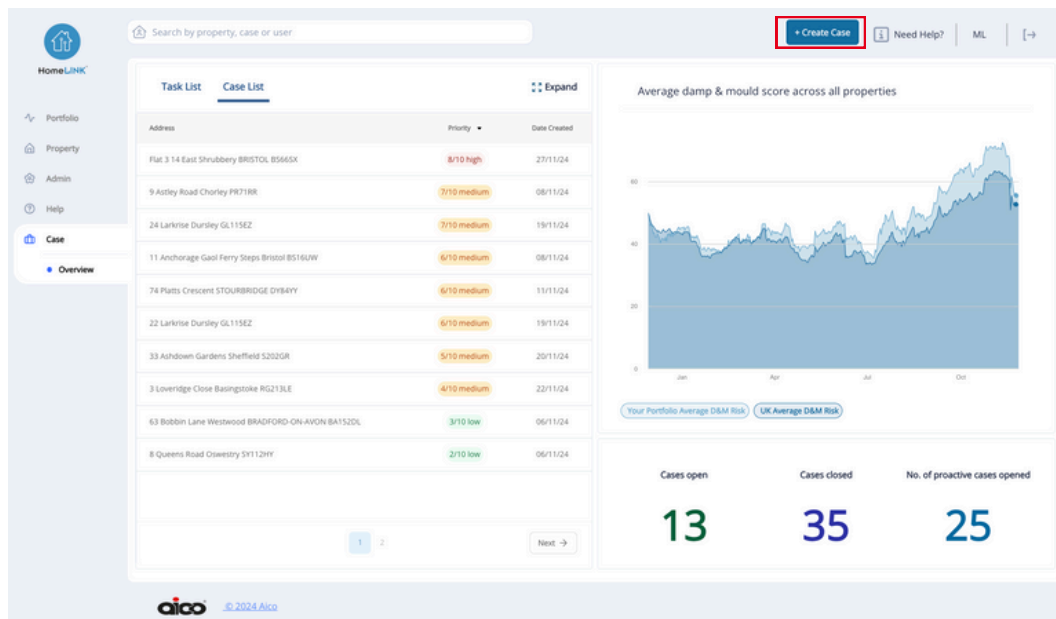 HomeLINK
Search by property, case or user
+ Create Case
Need Help?
ML
Portfolio
Property
Admin
Help
Case
Overview
Task List Case List Expand
Address Priority Date Created
Flat 3 14 East Shrubbery BRISTOL BS66SX 8/10 high 27/11/24
9 Astley Road Chorley PR71RR 7/10 medium 08/11/24
24 Larkrise Dursley GL115EZ 7/10 medium 19/11/24
11 Anchorage Gaol Ferry Steps Bristol BS16UW 6/10 medium 08/11/24
74 Platts Crescent STOURBRIDGE DY84YY 6/10 medium 11/11/24
22 Larkrise Dursley GL115EZ 6/10 medium 19/11/24
33 Ashdown Gardens Sheffield S202GR 5/10 medium 20/11/24
3 Loveridge Close Basingstoke RG213LE 4/10 medium 22/11/24
63 Bobbin Lane Westwood BRADFORD-ON-AVON BA152DL 3/10 low 06/11/24
8 Queens Road Oswestry SY112HY 2/10 low 06/11/24
1 2 Next →
Average damp & mould score across all properties
60
40
20
0
Jan Apr Jul Oct
Your Portfolio Average D&M Risk UK Average D&M Risk
Cases open Cases closed No. of proactive cases opened
13 35 25
aico © 2024 Aico